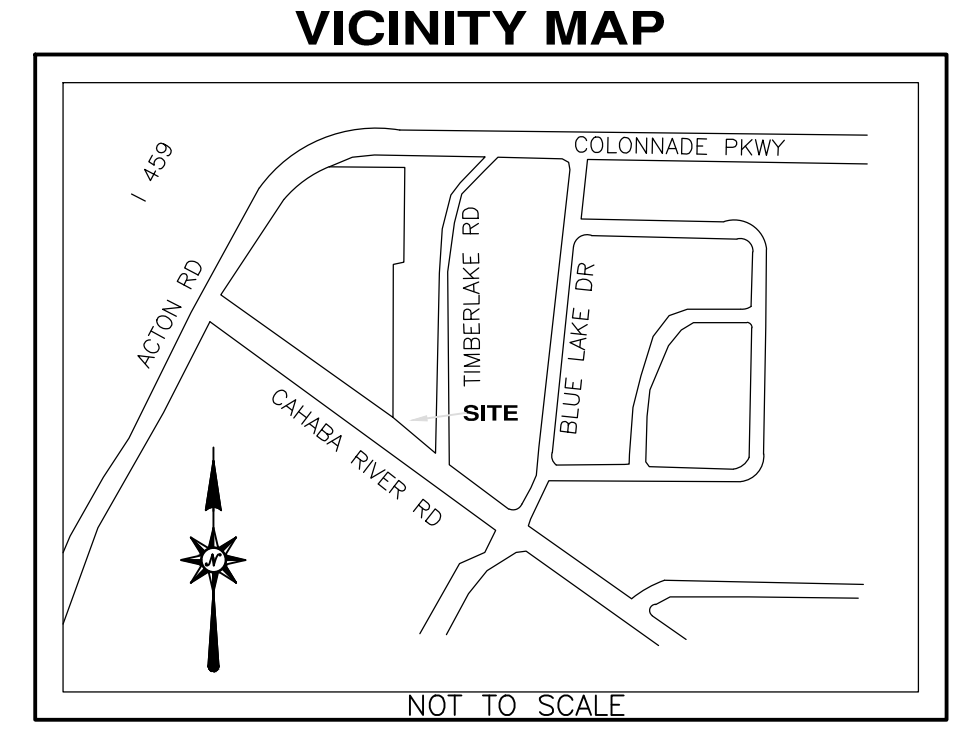 VICINITY MAP
I 459
COLONNADE PKWY
ACTON RD
TIMBERLAKE RD
BLUE LAKE DR
SITE
CAHABA RIVER RD
N
NOT TO SCALE